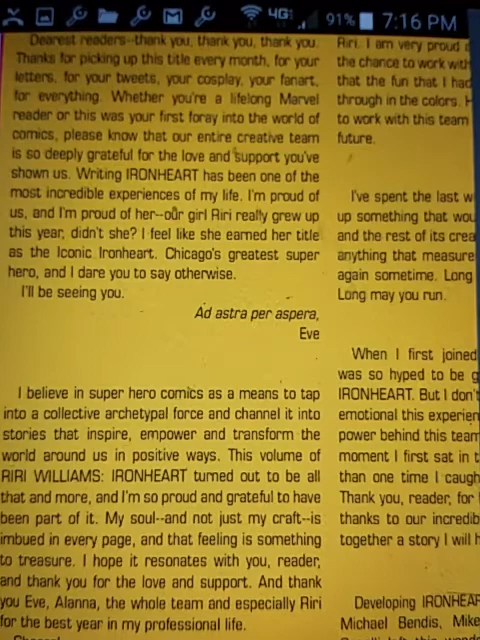 4G
91%
7:16 PM
Dearest readers--thank you, thank you, thank you.
Thanks for picking up this title every month, for your
letters, for your tweets, your cosplay, your fanart,
for everything. Whether you're a lifelong Marvel
reader or this was your first foray into the world of
comics, please know that our entire creative team
is so deeply grateful for the love and support you've
shown us. Writing IRONHEART has been one of the
most incredible experiences of my life. I'm proud of
us, and I'm proud of her--our girl Riri really grew up
this year, didn't she? I feel like she earned her title
as the Iconic Ironheart. Chicago's greatest super
hero, and I dare you to say otherwise.
I'll be seeing you.
Ad astra per aspera,
Eve
I believe in super hero comics as a means to tap
into a collective archetypal force and channel it into
stories that inspire, empower and transform the
world around us in positive ways. This volume of
RIRI WILLIAMS: IRONHEART turned out to be all
that and more, and I'm so proud and grateful to have
been part of it. My soul--and not just my craft--is
imbued in every page, and that feeling is something
to treasure. I hope it resonates with you, reader,
and thank you for the love and support. And thank
you Eve, Alanna, the whole team and especially Riri
for the best year in my professional life.
Riri. I am very proud
the chance to work with
that the fun that I had
through in the colors.
to work with this team
future.
I've spent the last
up something that
and the rest of its
anything that measure
again sometime. Long
Long may you run.
When I first joined
was so hyped to be
IRONHEART. But I don't
emotional this
power behind this team
moment I first sat in
than one time I
Thank you, reader, for
thanks to our
together a story I will
Developing
Michael Bendis, Mike